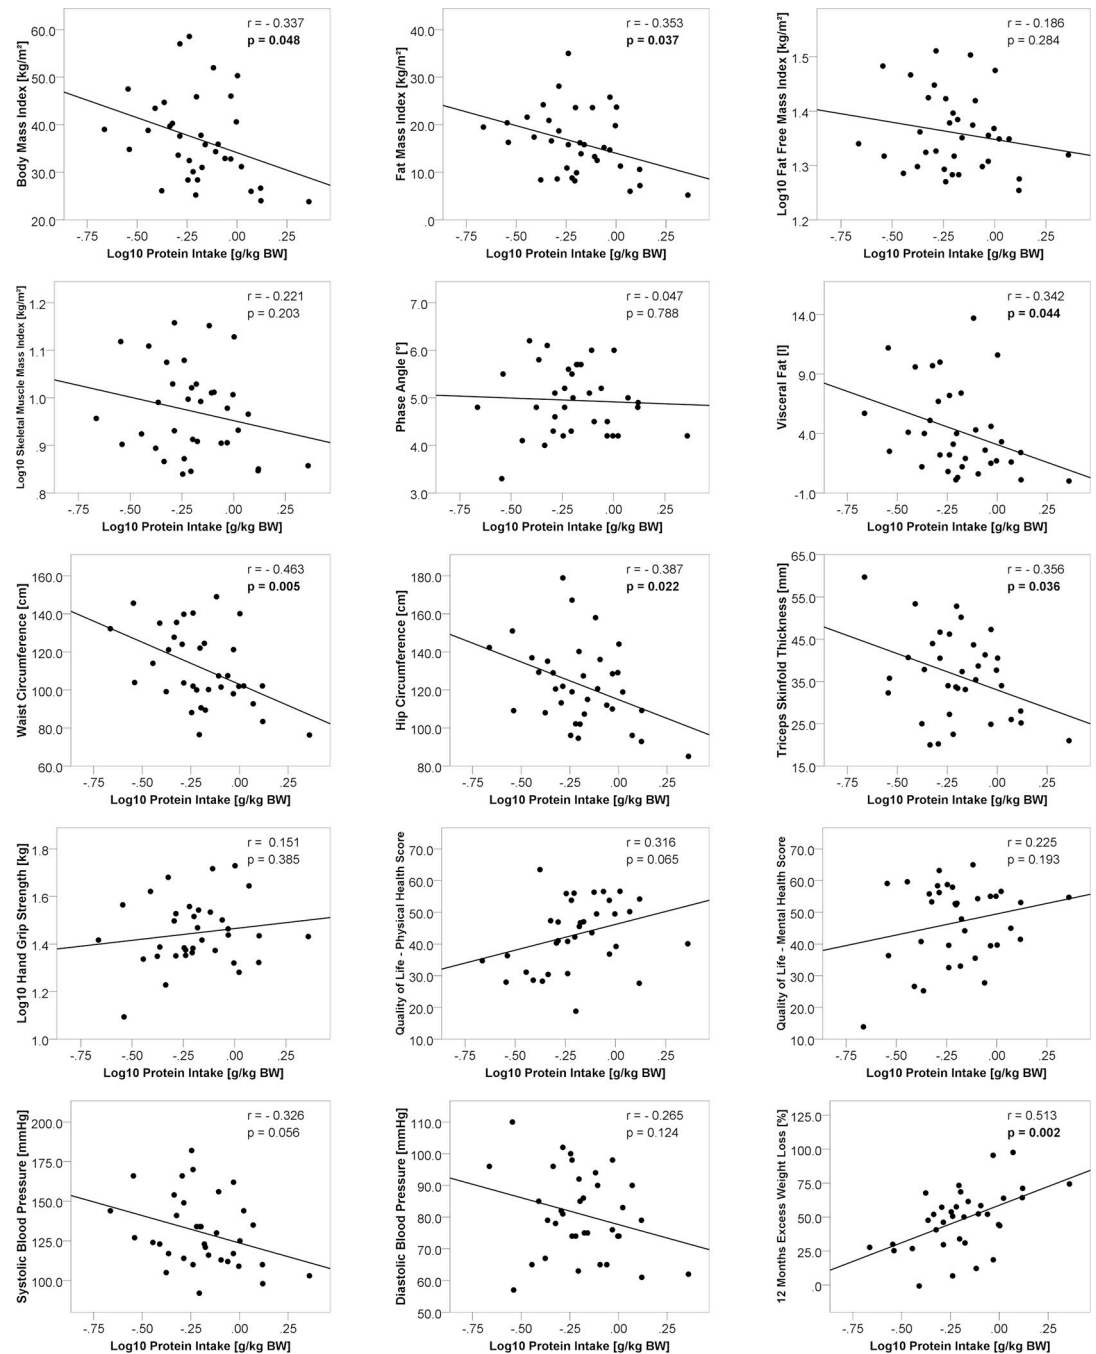 Body Mass Index [kg/m²]
60.0
50.0
40.0
30.0
20.0
r = - 0.337
p = 0.048
-.75 -.50 -.25 .00 .25
Log10 Protein Intake [g/kg BW]
Fat Mass Index [kg/m²]
40.0
30.0
20.0
10.0
.0
r = - 0.353
p = 0.037
-.75 -.50 -.25 .00 .25
Log10 Protein Intake [g/kg BW]
Log10 Fat Free Mass Index [kg/m²]
1.5
1.4
1.3
1.2
r = - 0.186
p = 0.284
-.75 -.50 -.25 .00 .25
Log10 Protein Intake [g/kg BW]
Log10 Skeletal Muscle Mass Index [kg/m²]
1.2
1.1
1.0
.9
.8
r = - 0.221
p = 0.203
-.75 -.50 -.25 .00 .25
Log10 Protein Intake [g/kg BW]
Phase Angle [°]
7.0
6.0
5.0
4.0
3.0
r = - 0.047
p = 0.788
-.75 -.50 -.25 .00 .25
Log10 Protein Intake [g/kg BW]
Visceral Fat [l]
14.0
9.0
4.0
-1.0
r = - 0.342
p = 0.044
-.75 -.50 -.25 .00 .25
Log10 Protein Intake [g/kg BW]
Waist Circumference [cm]
160.0
140.0
120.0
100.0
80.0
60.0
r = - 0.463
p = 0.005
-.75 -.50 -.25 .00 .25
Log10 Protein Intake [g/kg BW]
Hip Circumference [cm]
180.0
160.0
140.0
120.0
100.0
80.0
r = - 0.387
p = 0.022
-.75 -.50 -.25 .00 .25
Log10 Protein Intake [g/kg BW]
Triceps Skinfold Thickness [mm]
65.0
55.0
45.0
35.0
25.0
15.0
r = - 0.356
p = 0.036
-.75 -.50 -.25 .00 .25
Log10 Protein Intake [g/kg BW]
Log10 Hand Grip Strength [kg]
1.8
1.6
1.4
1.2
1.0
r = 0.151
p = 0.385
-.75 -.50 -.25 .00 .25
Log10 Protein Intake [g/kg BW]
Quality of Life - Physical Health Score
70.0
60.0
50.0
40.0
30.0
20.0
10.0
r = 0.316
p = 0.065
-.75 -.50 -.25 .00 .25
Log10 Protein Intake [g/kg BW]
Quality of Life - Mental Health Score
70.0
60.0
50.0
40.0
30.0
20.0
10.0
r = 0.225
p = 0.193
-.75 -.50 -.25 .00 .25
Log10 Protein Intake [g/kg BW]
Systolic Blood Pressure [mmHg]
200.0
175.0
150.0
125.0
100.0
r = - 0.326
p = 0.056
-.75 -.50 -.25 .00 .25
Log10 Protein Intake [g/kg BW]
Diastolic Blood Pressure [mmHg]
110.0
100.0
90.0
80.0
70.0
60.0
50.0
r = - 0.265
p = 0.124
-.75 -.50 -.25 .00 .25
Log10 Protein Intake [g/kg BW]
12 Months Excess Weight Loss [%]
125.0
100.0
75.0
50.0
25.0
.0
r = 0.513
p = 0.002
-.75 -.50 -.25 .00 .25
Log10 Protein Intake [g/kg BW]